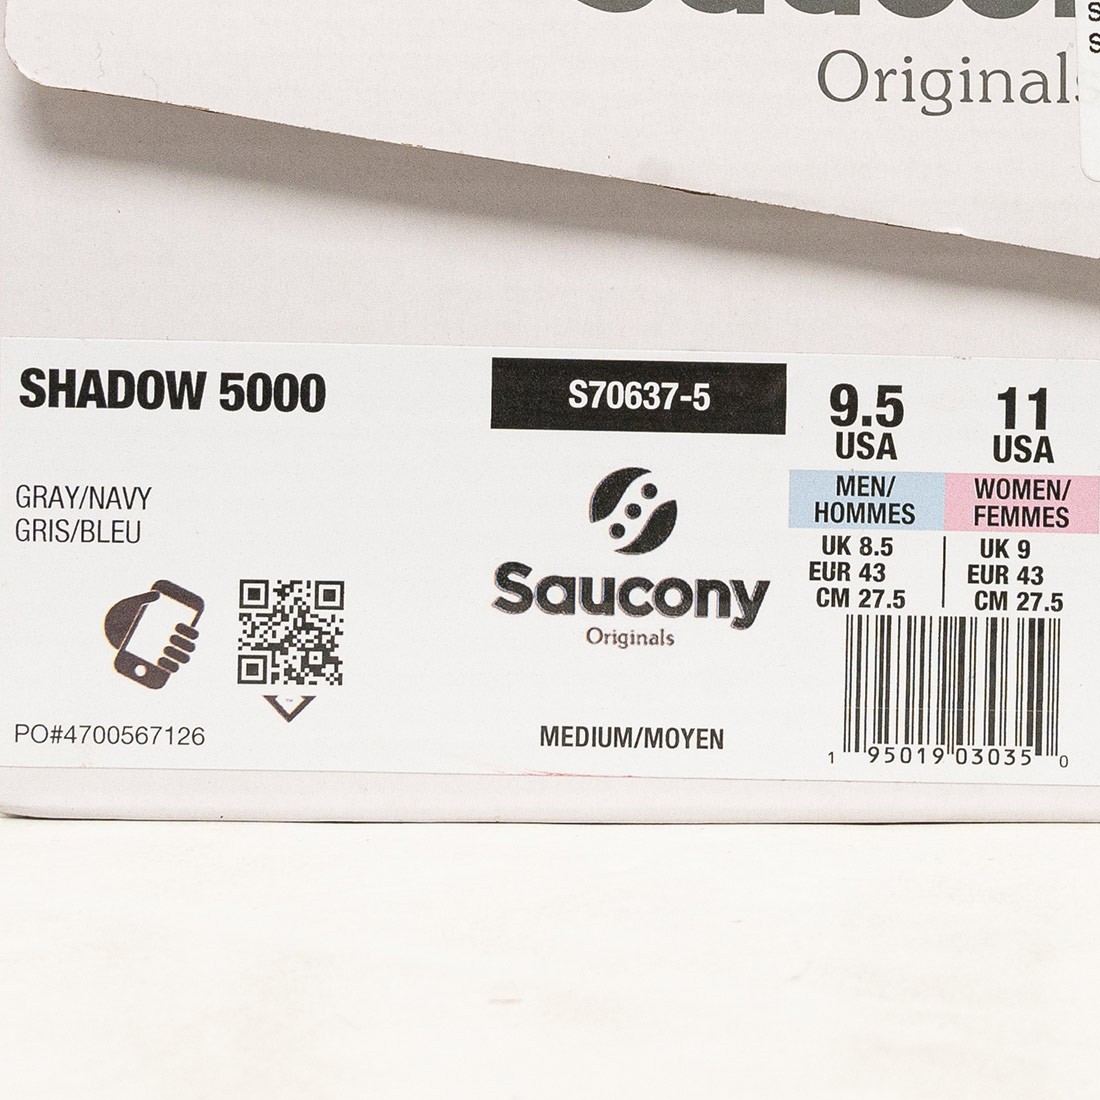 Originals
SHADOW 5000
S70637-5
9.5
USA
11
USA
GRAY/NAVY
GRIS/BLEU
MEN/
HOMMES
WOMEN/
FEMMES
UK 8.5
EUR 43
CM 27.5
UK 9
EUR 43
CM 27.5
Saucony
Originals
PO#4700567126
MEDIUM/MOYEN
1 95019 03035 0